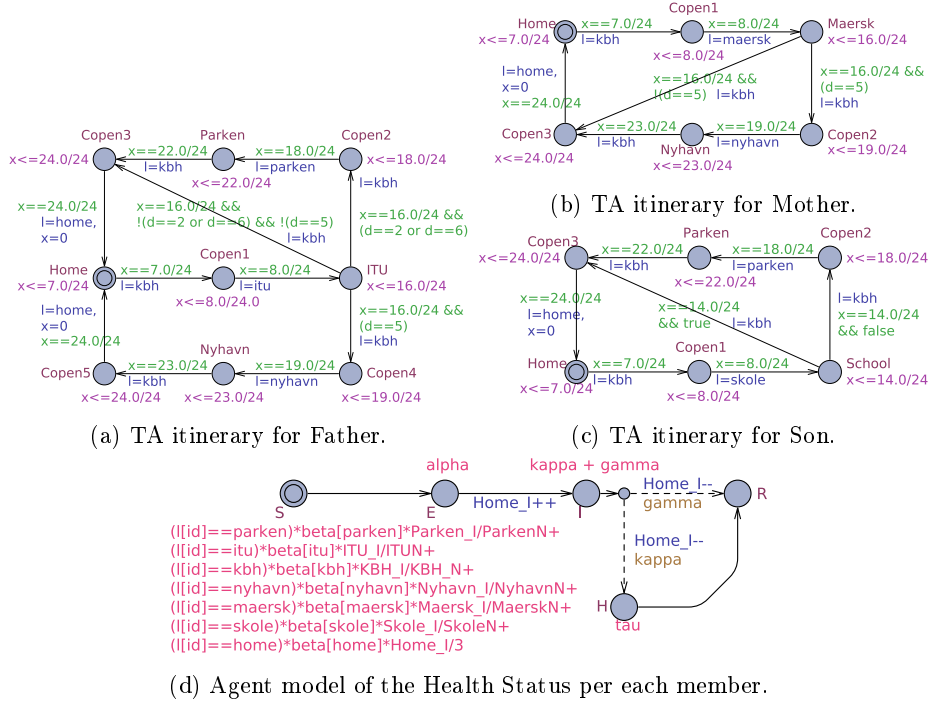 Home
x<=7.0/24
x==7.0/24
l=kbh
Copen1
x<=8.0/24
x==8.0/24
l=maersk
Maersk
x<=16.0/24
l=home,
x=0
x==24.0/24
x==16.0/24 &&
!(d==5)
l=kbh
x==16.0/24 &&
(d==5)
l=kbh
Copen3
x<=24.0/24
x==23.0/24
l=kbh
Nyhavn
x<=23.0/24
x==19.0/24
l=nyhavn
Copen2
x<=19.0/24
(b) TA itinerary for Mother.
Copen3
x<=24.0/24
x==22.0/24
l=kbh
Parken
x<=22.0/24
x==18.0/24
l=parken
Copen2
x<=18.0/24
l=kbh
x==24.0/24
l=home,
x=0
x==16.0/24 &&
!(d==2 or d==6) && !(d==5)
l=kbh
x==16.0/24 &&
(d==2 or d==6)
Home
x<=7.0/24
x==7.0/24
l=kbh
Copen1
x<=8.0/24.0
x==8.0/24
l=itu
ITU
x<=16.0/24
l=home,
x=0
x==24.0/24
x==16.0/24 &&
(d==5)
l=kbh
Copen5
x<=24.0/24
x==23.0/24
l=kbh
Nyhavn
x<=23.0/24
x==19.0/24
l=nyhavn
Copen4
x<=19.0/24
(a) TA itinerary for Father.
Copen3
x<=24.0/24
x==22.0/24
l=kbh
Parken
x<=22.0/24
x==18.0/24
l=parken
Copen2
x<=18.0/24
x==24.0/24
l=home,
x=0
x==14.0/24
&& true
l=kbh
l=kbh
x==14.0/24
&& false
Home
x<=7.0/24
x==7.0/24
l=kbh
Copen1
x<=8.0/24
x==8.0/24
l=skole
School
x<=14.0/24
(c) TA itinerary for Son.
alpha
kappa + gamma
S
E
Home_I++
I
Home_I--
gamma
R
Home_I--
kappa
H
tau
(l[id]==parken)*beta[parken]*Parken_I/ParkenN+
(l[id]==itu)*beta[itu]*ITU_I/ITUN+
(l[id]==kbh)*beta[kbh]*KBH_I/KBH_N+
(l[id]==nyhavn)*beta[nyhavn]*Nyhavn_I/NyhavnN+
(l[id]==maersk)*beta[maersk]*Maersk_I/MaerskN+
(l[id]==skole)*beta[skole]*Skole_I/SkoleN+
(l[id]==home)*beta[home]*Home_I/3
(d) Agent model of the Health Status per each member.